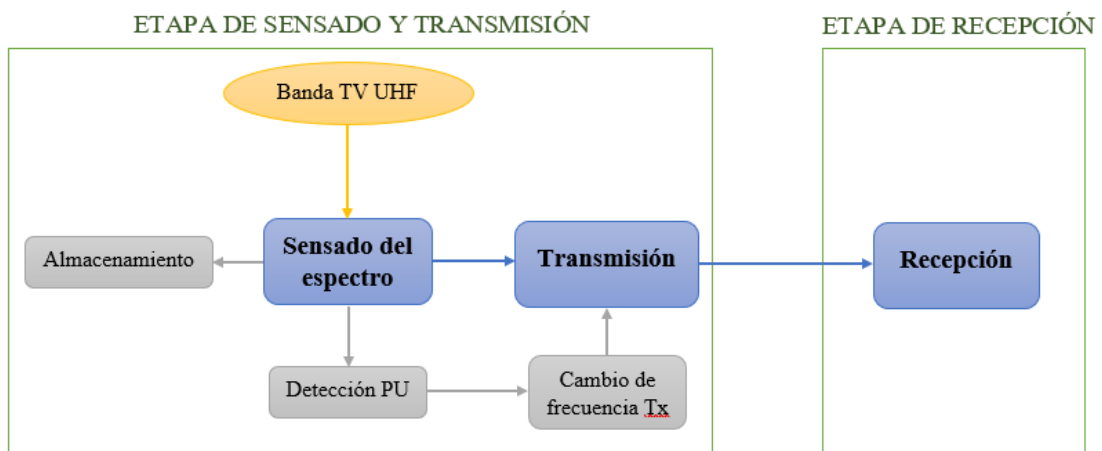 ETAPA DE SENSADO Y TRANSMISIÓN
ETAPA DE RECEPCIÓN
Banda TV UHF
Almacenamiento
Sensado del
espectro
Transmisión
Recepción
Detección PU
Cambio de
frecuencia Tx